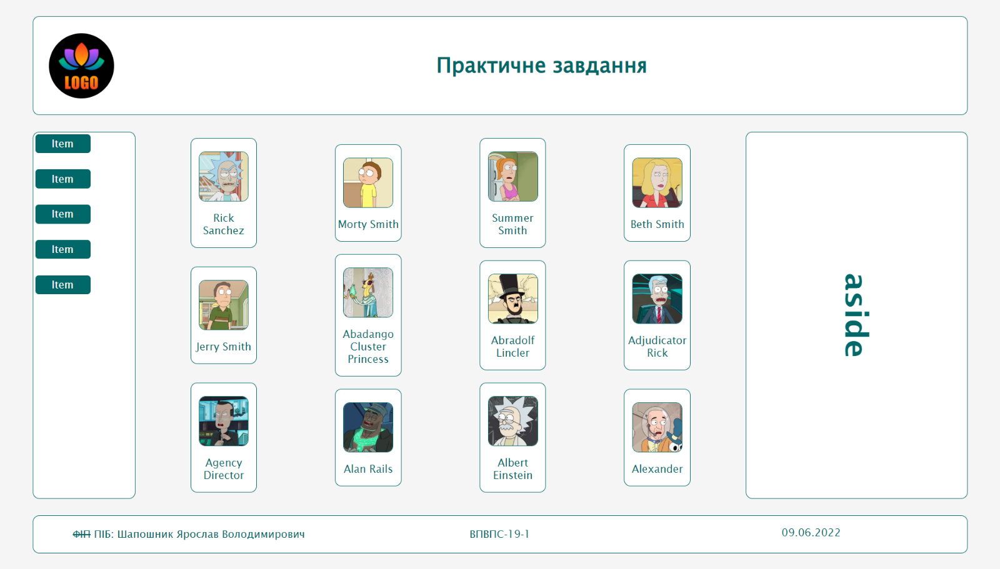 LOGO
Практичне завдання
Item
Item
Item
Item
Item
Rick
Sanchez
Morty Smith
Summer
Smith
Beth Smith
Jerry Smith
Abadango
Cluster
Princess
Abradolf
Lincler
Adjudicator
Rick
Agency
Director
Alan Rails
Albert
Einstein
Alexander
aside
ФІП ПІБ: Шапошник Ярослав Володимирович
ВПВПС-19-1
09.06.2022